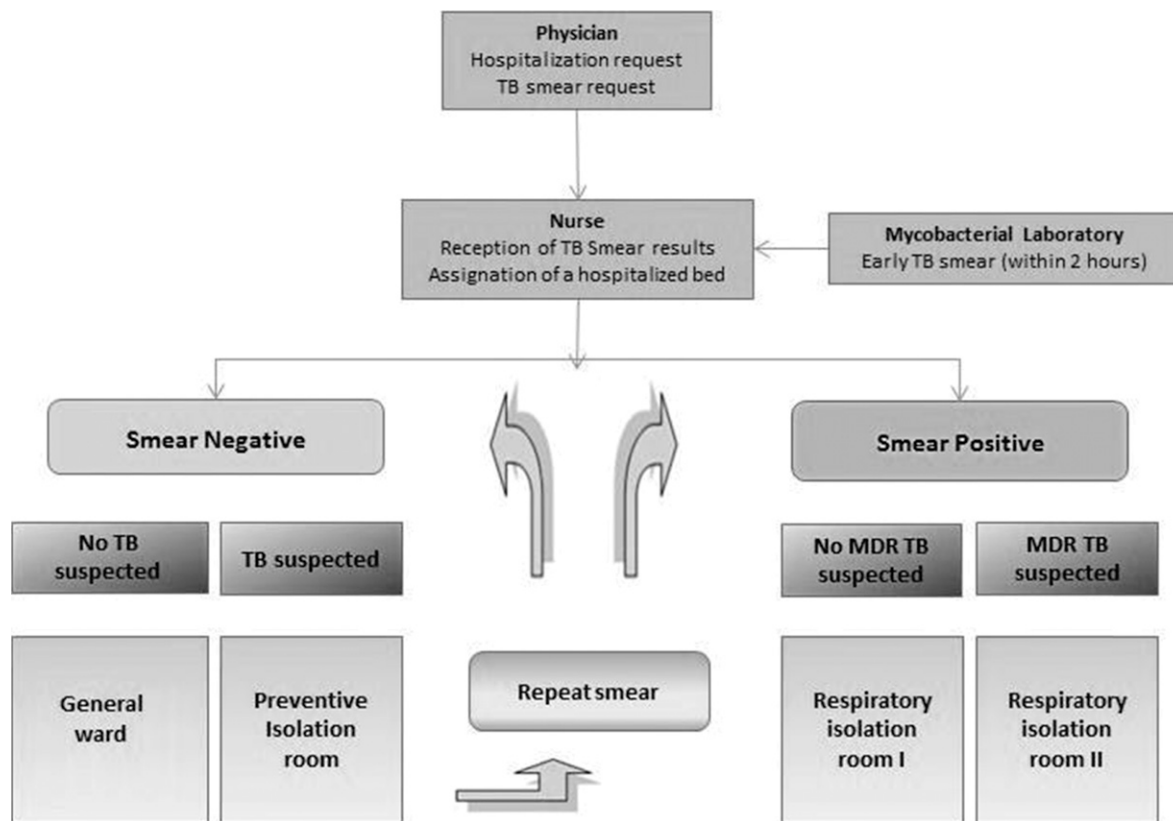 Physician
Hospitalization request
TB smear request
Nurse
Reception of TB Smear results
Assignation of a hospitalized bed
Mycobacterial Laboratory
Early TB smear (within 2 hours)
Smear Negative
Smear Positive
No TB
suspected
TB suspected
No MDR TB
suspected
MDR TB
suspected
General
ward
Preventive
Isolation
room
Repeat smear
Respiratory
isolation
room I
Respiratory
isolation
room II